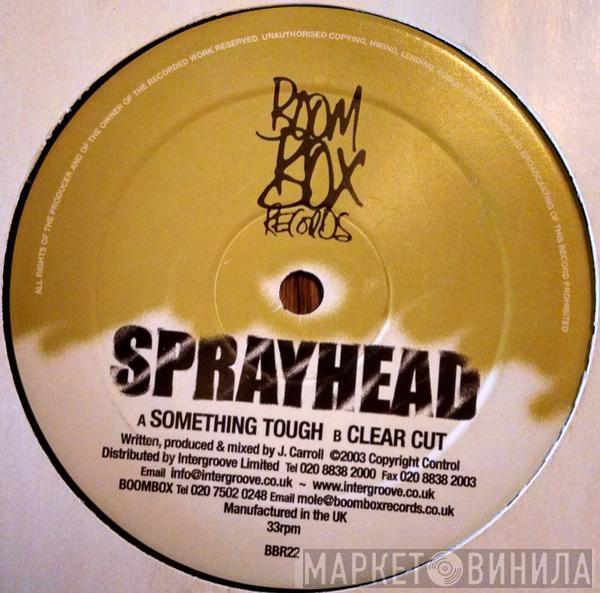 ALL RIGHTS OF THE PRODUCER AND OF THE OWNER OF THE RECORDED WORK RESERVED. UNAUTHORISED COPYING, HIRING, LENDING, PUBLIC PERFORMANCE AND BROADCASTING OF THIS RECORD PROHIBITED
BOOM
BOX
RECORDS
SPRAYHEAD
A SOMETHING TOUGH B CLEAR CUT
Written, produced & mixed by J. Carroll ©2003 Copyright Control
Distributed by Intergroove Limited Tel 020 8838 2000 Fax 020 8838 2003
Email info@intergroove.co.uk ~ www.intergroove.co.uk
BOOMBOX Tel 020 7502 0248 Email mole@boomboxrecords.co.uk
Manufactured in the UK
33rpm
BBR22
МАРКЕТ ВИНИЛА